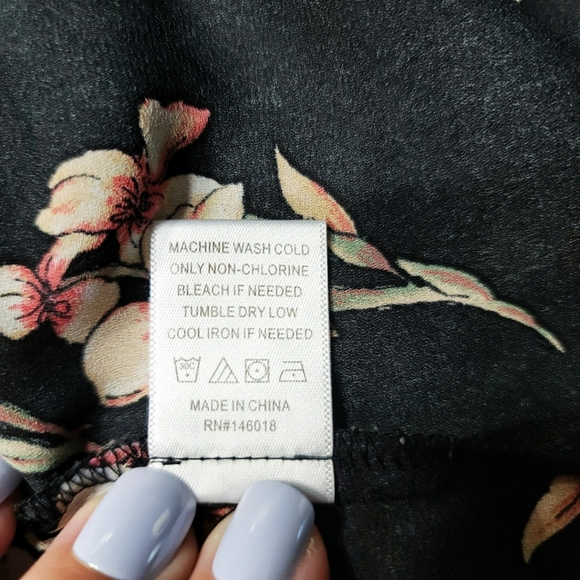 MACHINE WASH COLD
ONLY NON-CHLORINE
BLEACH IF NEEDED
TUMBLE DRY LOW
COOL IRON IF NEEDED
30C
MADE IN CHINA
RN#146018